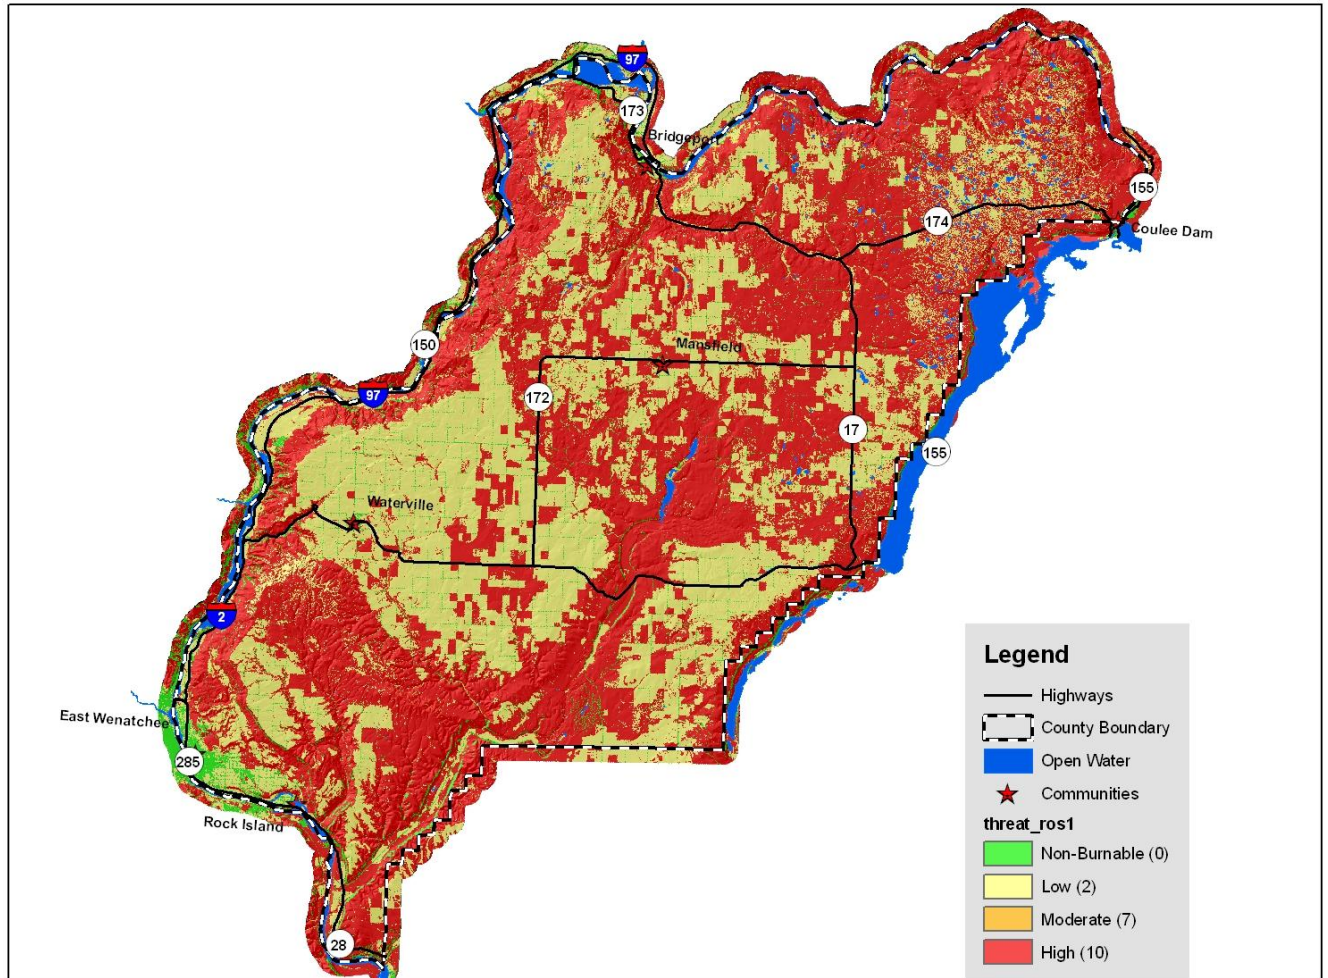 97
173
Bridgeport
155
174
Coulee Dam
150
Mansfield
97
172
17
155
Waterville
2
East Wenatchee
285
Rock Island
28
Legend
Highways
County Boundary
Open Water
Communities
threat_ros1
Non-Burnable (0)
Low (2)
Moderate (7)
High (10)